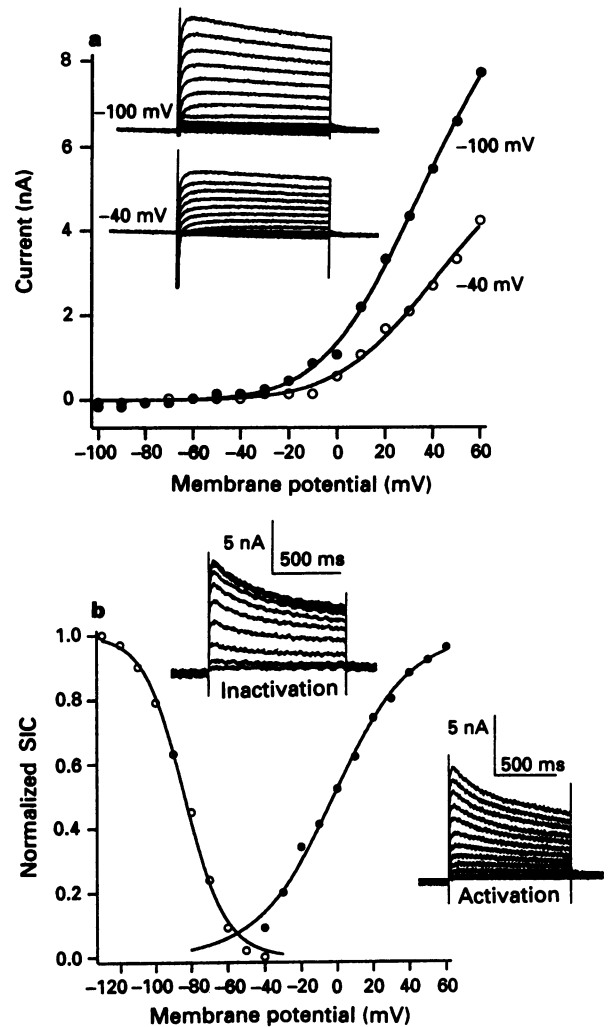 a
8
6
4
2
0
Current (nA)
−100 mV
−40 mV
−100 mV
−40 mV
−100 −80 −60 −40 −20 0 20 40 60
Membrane potential (mV)
b
5 nA
500 ms
Inactivation
1.0
0.8
0.6
0.4
0.2
0.0
Normalized SIC
5 nA
500 ms
Activation
−120 −100 −80 −60 −40 −20 0 20 40 60
Membrane potential (mV)